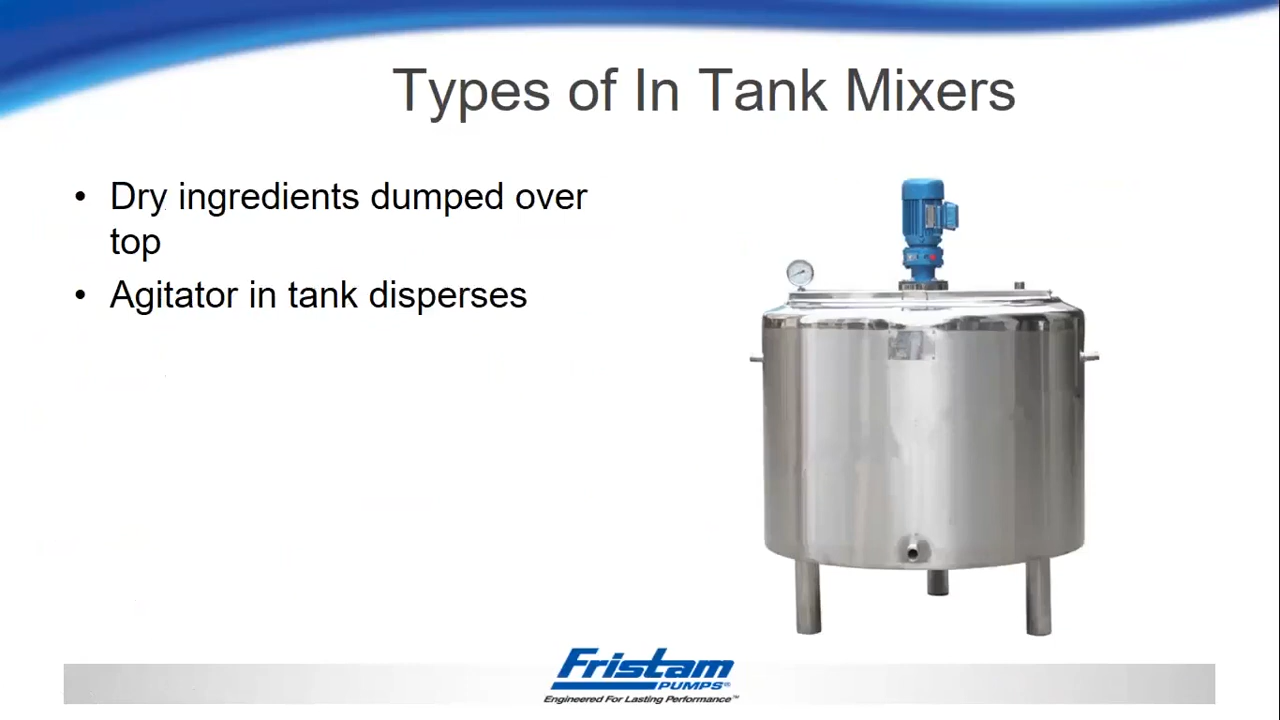 Types of In Tank Mixers
• Dry ingredients dumped over
top
• Agitator in tank disperses
Fristam
PUMPS®
Engineered For Lasting Performance™